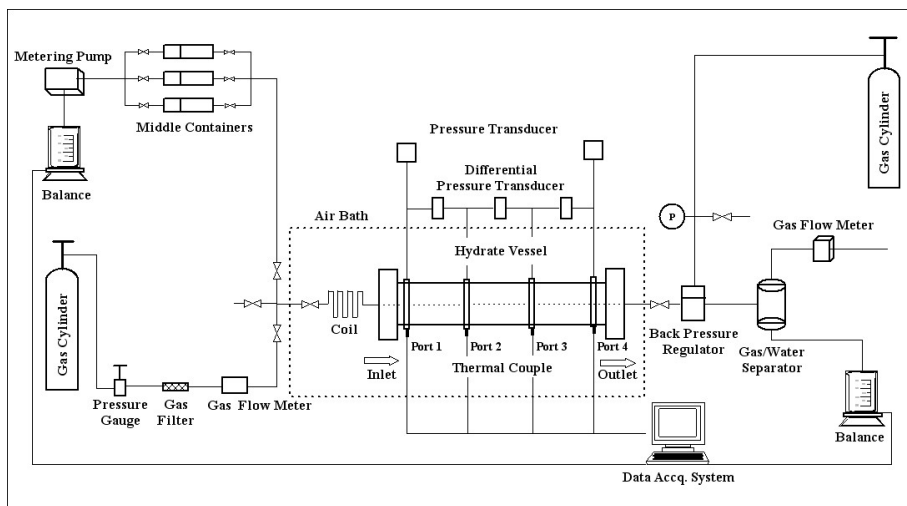 Metering Pump
Middle Containers
Balance
Pressure Transducer
Differential
Pressure Transducer
Air Bath
Hydrate Vessel
Gas Cylinder
P
Gas Flow Meter
Gas Cylinder
Coil
Port 1
Port 2
Port 3
Port 4
Inlet
Thermal Couple
Outlet
Back Pressure
Regulator
Gas/Water
Separator
Pressure
Gauge
Gas
Filter
Gas Flow Meter
Balance
Data Accq. System